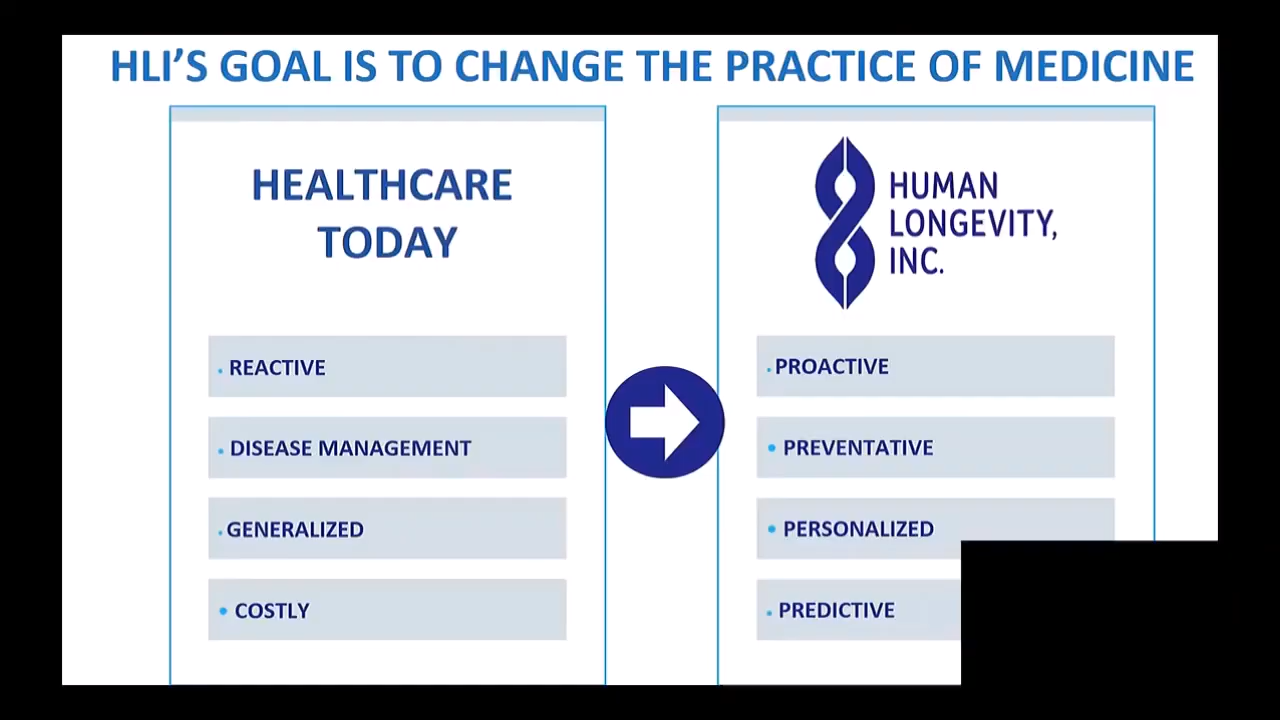 HLI'S GOAL IS TO CHANGE THE PRACTICE OF MEDICINE
HEALTHCARE
TODAY
• REACTIVE
• DISEASE MANAGEMENT
• GENERALIZED
• COSTLY
HUMAN
LONGEVITY,
INC.
• PROACTIVE
• PREVENTATIVE
• PERSONALIZED
• PREDICTIVE